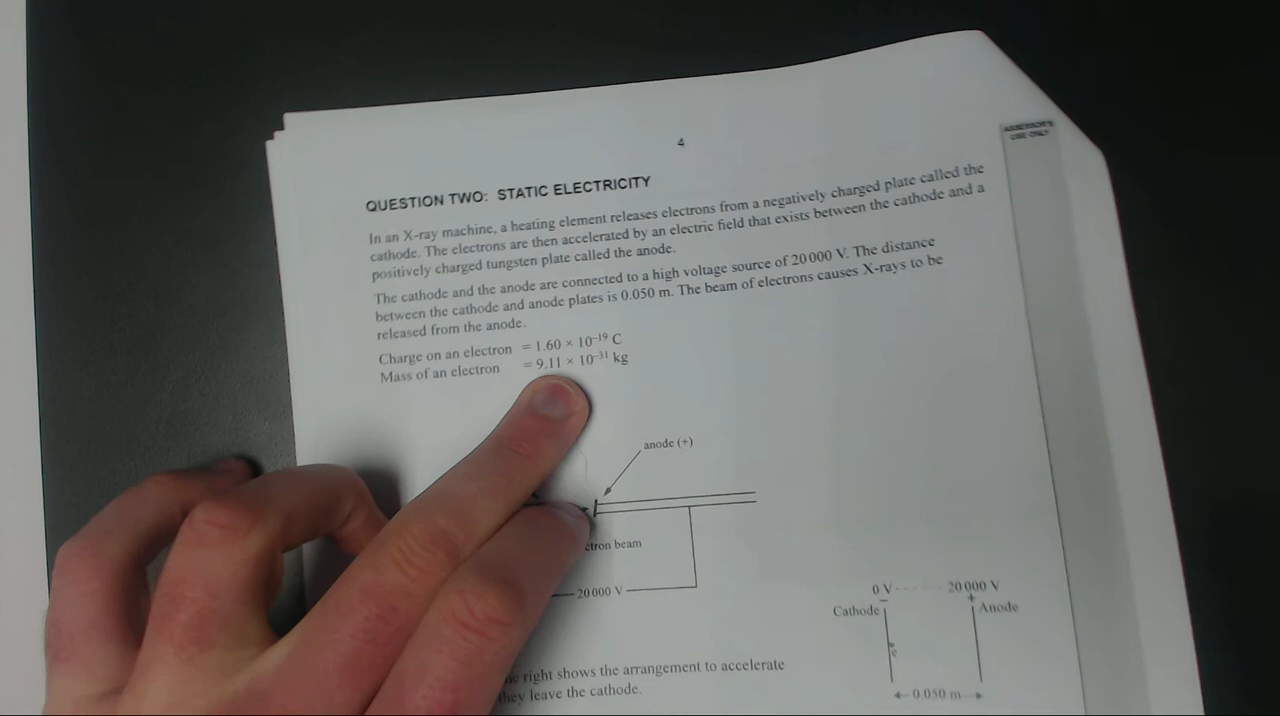 4
ASSESSOR'S
USE ONLY
QUESTION TWO: STATIC ELECTRICITY
In an X-ray machine, a heating element releases electrons from a negatively charged plate called the
cathode. The electrons are then accelerated by an electric field that exists between the cathode and a
positively charged tungsten plate called the anode.
The cathode and the anode are connected to a high voltage source of 20 000 V. The distance
between the cathode and anode plates is 0.050 m. The beam of electrons causes X-rays to be
released from the anode.
Charge on an electron = 1.60 × 10⁻¹⁹ C
Mass of an electron = 9.11 × 10⁻³¹ kg
anode (+)
beam
20 000 V
0 V 20 000 V
Cathode − + Anode
e
0.050 m
right shows the arrangement to accelerate
they leave the cathode.